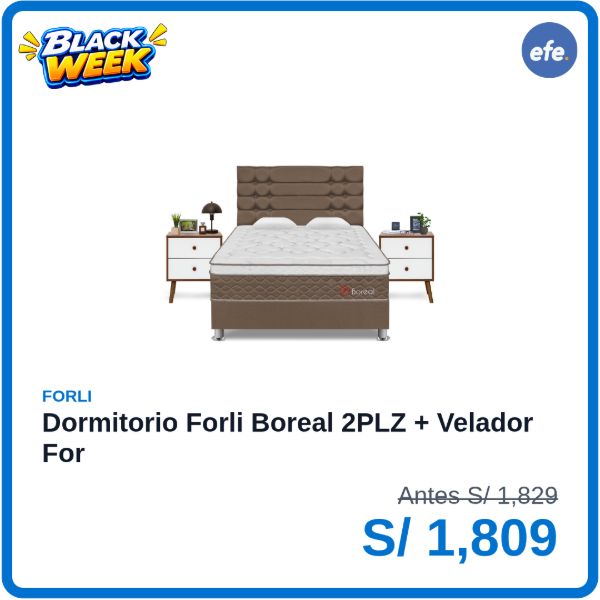 BLACK
WEEK
efe.
Boreal
FORLI
Dormitorio Forli Boreal 2PLZ + Velador
For
Antes S/ 1,829
S/ 1,809